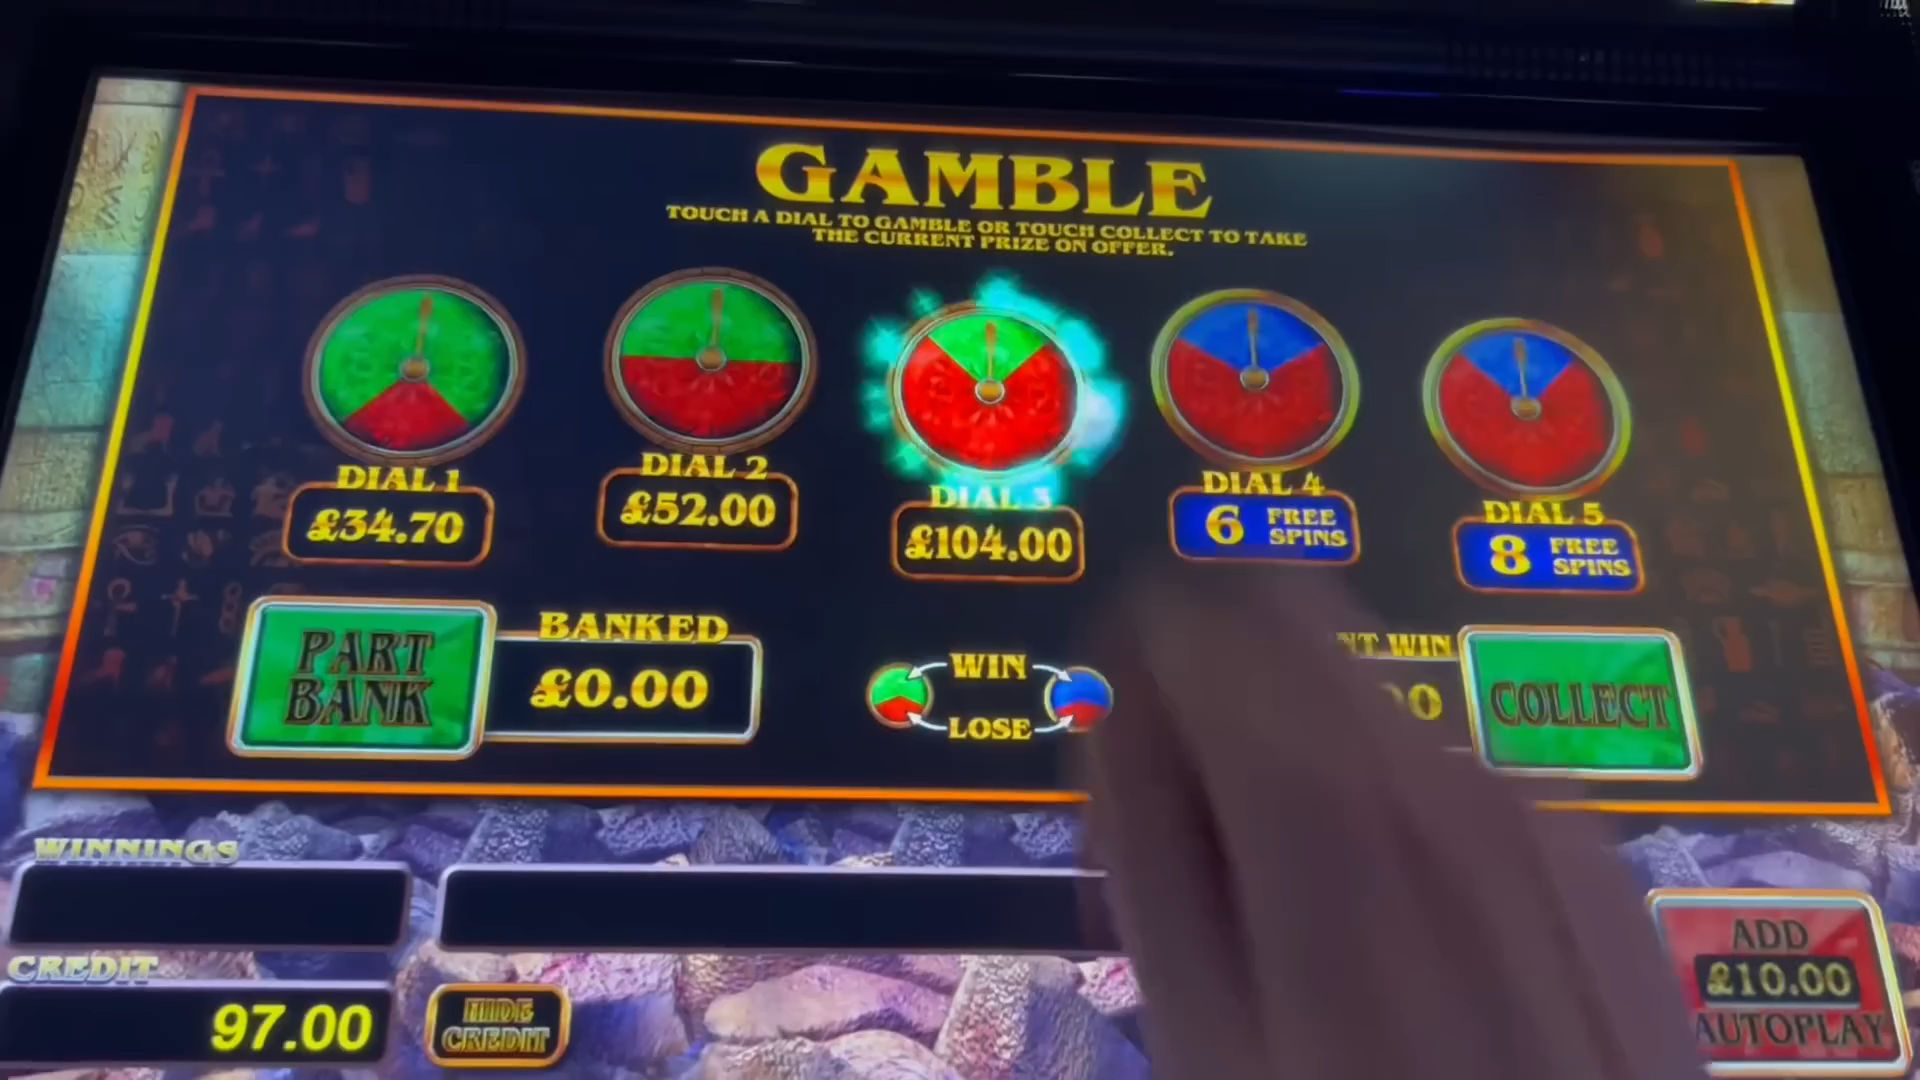 GAMBLE
TOUCH A DIAL TO GAMBLE OR TOUCH COLLECT TO TAKE
THE CURRENT PRIZE ON OFFER.
DIAL 1
£34.70
DIAL 2
£52.00
DIAL 3
£104.00
DIAL 4
6 FREE
SPINS
DIAL 5
8 FREE
SPINS
PART
BANK
BANKED
£0.00
WIN
LOSE
WIN
COLLECT
WINNINGS
CREDIT
97.00
HIDE
CREDIT
ADD
£10.00
AUTOPLAY